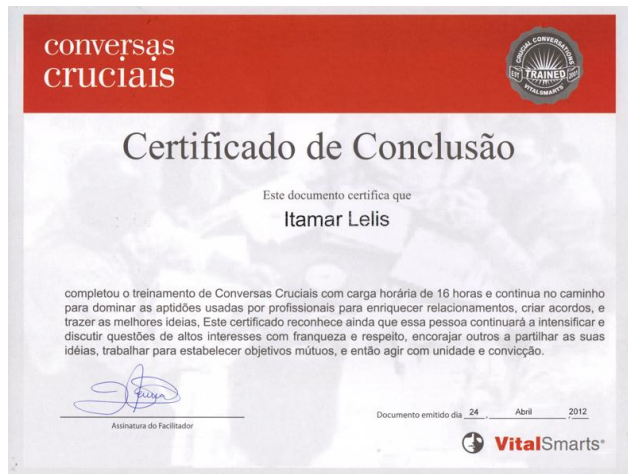 conversas
cruciais
CRUCIAL CONVERSATIONS
EST TRAINED 2001
VITALSMARTS
Certificado de Conclusão
Este documento certifica que
Itamar Lelis
completou o treinamento de Conversas Cruciais com carga horária de 16 horas e continua no caminho
para dominar as aptidões usadas por profissionais para enriquecer relacionamentos, criar acordos, e
trazer as melhores ideias, Este certificado reconhece ainda que essa pessoa continuará a intensificar e
discutir questões de altos interesses com franqueza e respeito, encorajar outros a partilhar as suas
idéias, trabalhar para estabelecer objetivos mútuos, e então agir com unidade e convicção.
Assinatura do Facilitador
Documento emitido dia 24, Abril, 2012
VitalSmarts®